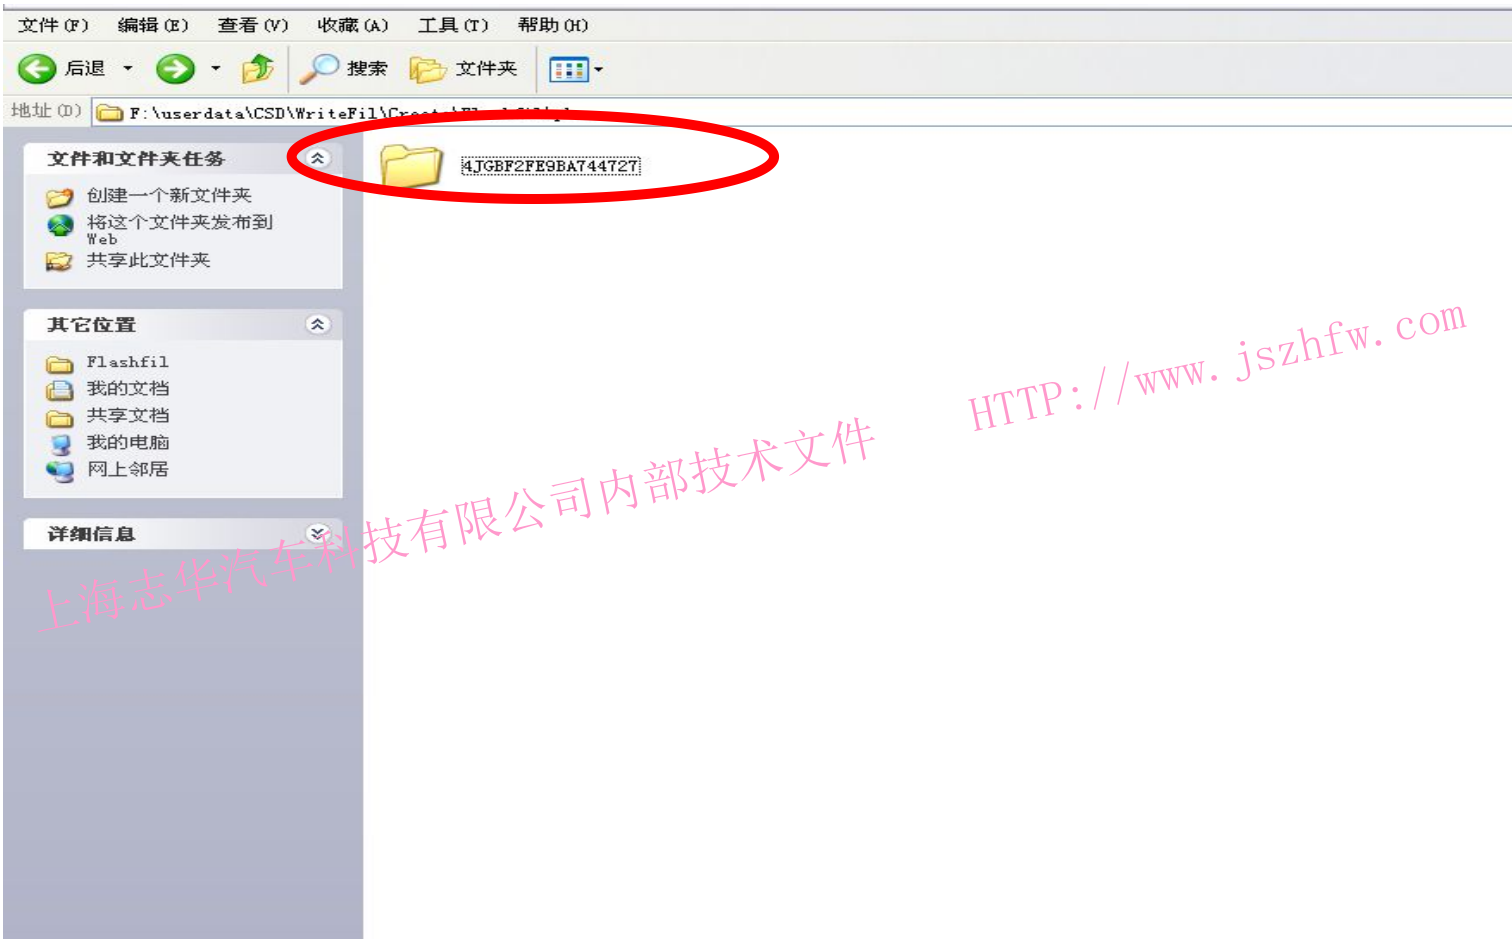 文件(F) 编辑(E) 查看(V) 收藏(A) 工具(T) 帮助(H)
后退 搜索 文件夹
地址(D) F:\userdata\CSD\WriteFil\
文件和文件夹任务
4JGBF2FE9BA744727
创建一个新文件夹
将这个文件夹发布到
Web
共享此文件夹
其它位置
Flashfil
我的文档
共享文档
我的电脑
网上邻居
详细信息
上海志华汽车科技有限公司内部技术文件 HTTP://www.jszhfw.com